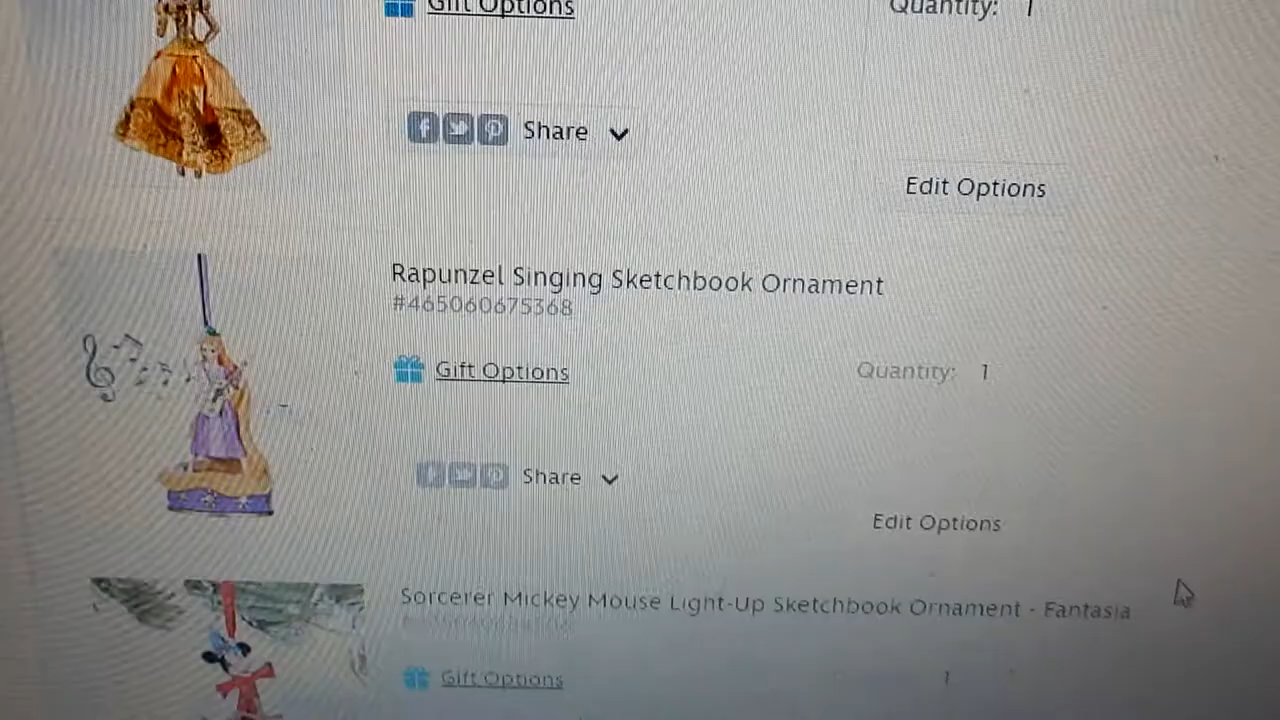 Gift Options
Quantity: 1
Share
Edit Options
Rapunzel Singing Sketchbook Ornament
#465060675368
Gift Options
Quantity: 1
Share
Edit Options
Sorcerer Mickey Mouse Light-Up Sketchbook Ornament - Fantasia
Gift Options
1